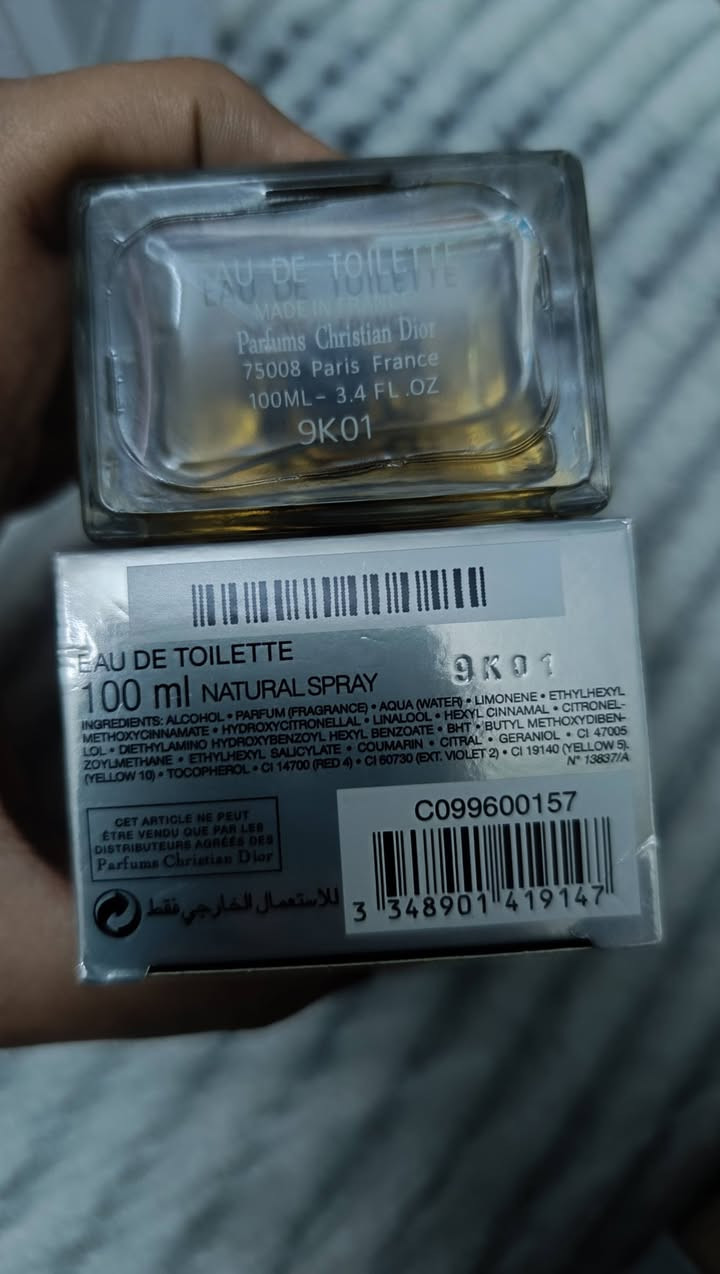 EAU DE TOILETTE
MADE IN FRANCE
Parfums Christian Dior
75008 Paris France
100ML- 3.4 FL.OZ
9K01
EAU DE TOILETTE
100 ml NATURAL SPRAY
9K01
INGREDIENTS: ALCOHOL • PARFUM (FRAGRANCE) • AQUA (WATER) • LIMONENE • ETHYLHEXYL
METHOXYCINNAMATE • HYDROXYCITRONELLAL • LINALOOL • HEXYL CINNAMAL • CITRONEL-
LOL • DIETHYLAMINO HYDROXYBENZOYL HEXYL BENZOATE • BHT • BUTYL METHOXYDIBEN-
ZOYLMETHANE • ETHYLHEXYL SALICYLATE • COUMARIN • CITRAL • GERANIOL • CI 47005
(YELLOW 10) • TOCOPHEROL • CI 14700 (RED 4) • CI 60730 (EXT. VIOLET 2) • CI 19140 (YELLOW 5).
N° 13837/A
CET ARTICLE NE PEUT
ÊTRE VENDU QUE PAR LES
DISTRIBUTEURS AGRÉÉS DES
Parfums Christian Dior
للاستعمال الخارجي فقط
C099600157
3 348901 419147